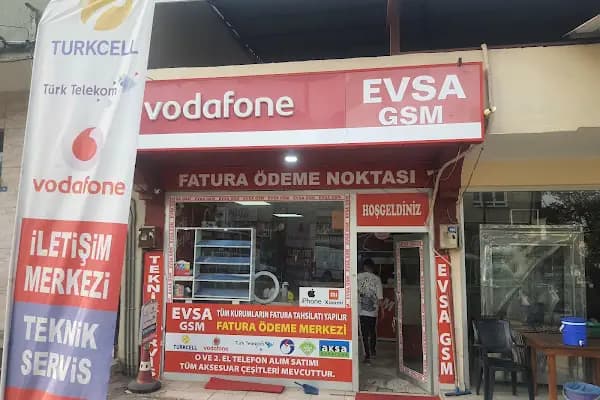 TURKCELL
Türk Telekom
vodafone
İLETİŞİM
MERKEZİ
TEKNİK
SERVİS
vodafone
EVSA
GSM
FATURA ÖDEME NOKTASI
HOŞGELDİNİZ
iPhone
Xiaomi
EVSA
GSM
TÜM KURUMLARIN FATURA TAHSİLATI YAPILIR
FATURA ÖDEME MERKEZİ
TURKCELL
vodafone
Türk Telekom
aksa
O VE 2. EL TELEFON ALIM SATIMI
TÜM AKSESUAR ÇEŞİTLERİ MEVCUTTUR.
EVSA GSM